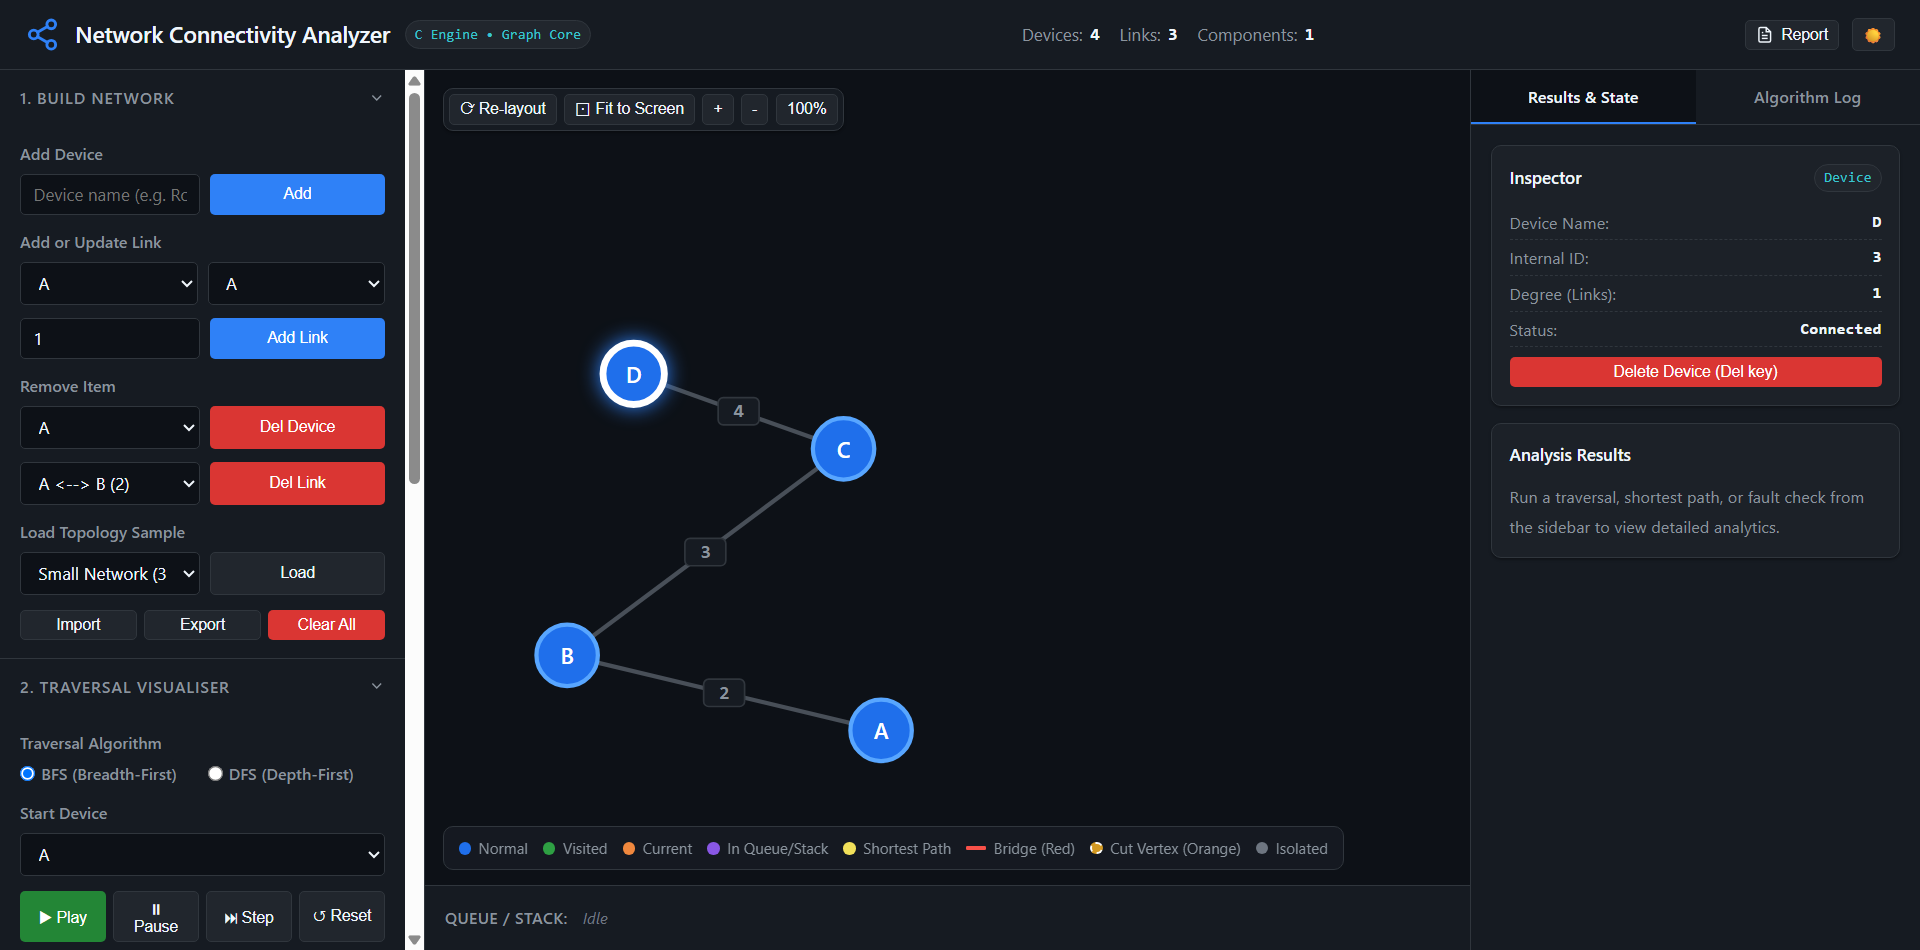 Network Connectivity Analyzer
C Engine • Graph Core
Devices: 4 Links: 3 Components: 1
Report
1. BUILD NETWORK
Add Device
Device name (e.g. Ro
Add
Add or Update Link
A
A
1
Add Link
Remove Item
A
Del Device
A <--> B (2)
Del Link
Load Topology Sample
Small Network (3
Load
Import
Export
Clear All
2. TRAVERSAL VISUALISER
Traversal Algorithm
BFS (Breadth-First)
DFS (Depth-First)
Start Device
A
▶ Play
⏸ Pause
⏭ Step
↺ Reset
⟳ Re-layout
⊡ Fit to Screen
+
-
100%
D
4
C
3
B
2
A
Normal
Visited
Current
In Queue/Stack
Shortest Path
Bridge (Red)
Cut Vertex (Orange)
Isolated
QUEUE / STACK: Idle
Results & State
Algorithm Log
Inspector
Device
Device Name: D
Internal ID: 3
Degree (Links): 1
Status: Connected
Delete Device (Del key)
Analysis Results
Run a traversal, shortest path, or fault check from
the sidebar to view detailed analytics.